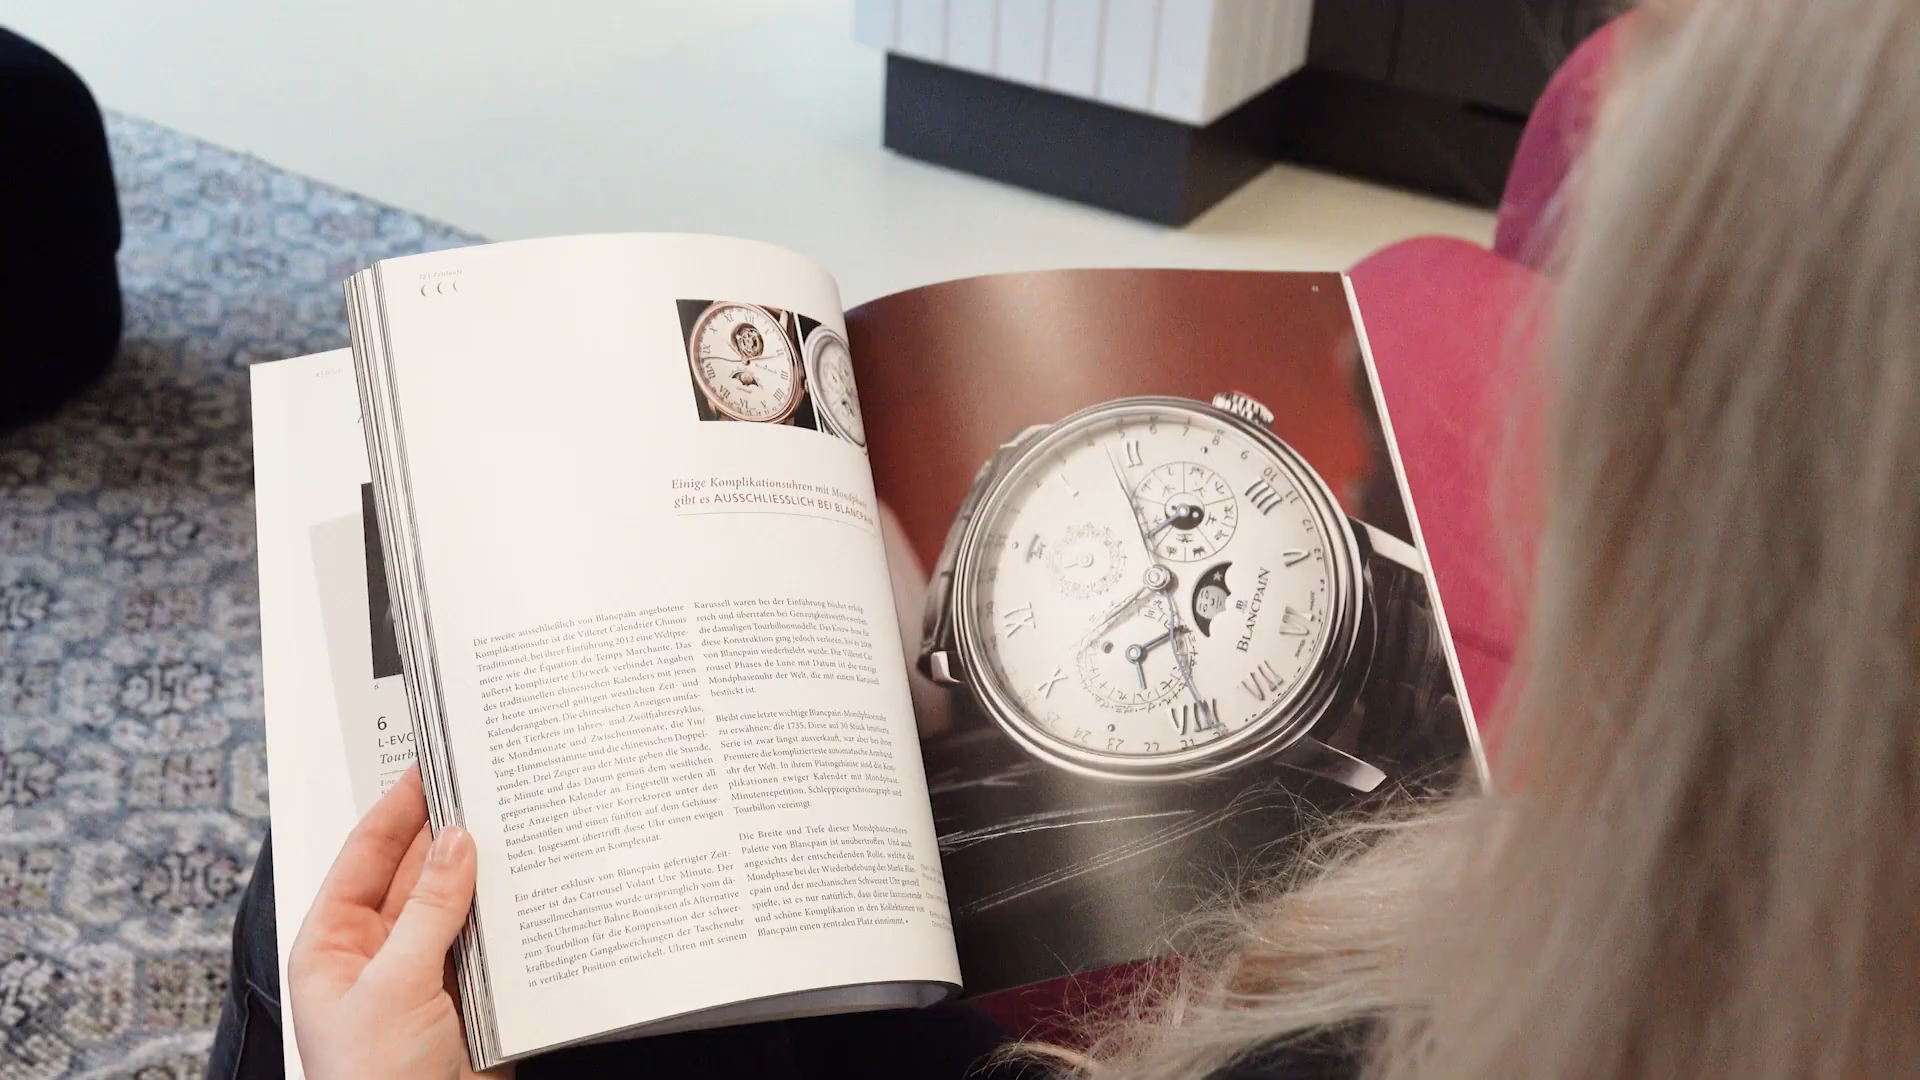 Einige Komplikationsuhren mit Mondphase
gibt es AUSSCHLIESSLICH BEI BLANCPAIN
Die zweite ausschließlich von Blancpain angebotene
Komplikationsuhr ist die Villeret Calendrier Chinois
Traditionnel, bei ihrer Einführung 2012 eine Weltpre-
miere wie die Équation du Temps Marchante. Das
äußerst komplizierte Uhrwerk verbindet Angaben
des traditionellen chinesischen Kalenders mit jenen
der heute universell gültigen westlichen Zeit- und
Kalenderangaben. Die chinesischen Anzeigen umfas-
sen den Tierkreis im Jahres- und Zwölfjahreszyklus,
die Mondmonate und Zwischenmonate, die Yin/
Yang-Himmelsstämme und die chinesischen Doppel-
stunden. Drei Zeiger aus der Mitte geben die Stunde,
die Minute und das Datum gemäß dem westlichen
gregorianischen Kalender an. Eingestellt werden all
diese Anzeigen über vier Korrektoren unter den
Bandanstößen und einen fünften auf dem Gehäuse-
boden. Insgesamt übertrifft diese Uhr einen ewigen
Kalender bei weitem an Komplexität.
Ein dritter exklusiv von Blancpain gefertigter Zeit-
messer ist das Carrousel Volant Une Minute. Der
Karussellmechanismus wurde ursprünglich vom dä-
nischen Uhrmacher Bahne Bonniksen als Alternative
zum Tourbillon für die Kompensation der schwer-
kraftbedingten Gangabweichungen der Taschenuhr
in vertikaler Position entwickelt. Uhren mit seinem
Karussell waren bei der Einführung höchst erfolg-
reich und übertrafen bei Genauigkeitswettbewerben
die damaligen Tourbillonmodelle. Das Know-how für
diese Konstruktion ging jedoch verloren, bis es 2008
von Blancpain wiederbelebt wurde. Die Villeret Car-
rousel Phases de Lune mit Datum ist die einzige
Mondphasenuhr der Welt, die mit einem Karussell
bestückt ist.
Bleibt eine letzte wichtige Blancpain-Mondphasenuhr
zu erwähnen: die 1735. Diese auf 30 Stück limitierte
Serie ist zwar längst ausverkauft, war aber bei ihrer
Premiere die komplizierteste automatische Armband-
uhr der Welt. In ihrem Platingehäuse sind die Kom-
plikationen ewiger Kalender mit Mondphase,
Minutenrepetition, Schleppzeigerchronograph und
Tourbillon vereinigt.
Die Breite und Tiefe dieser Mondphasenuhren-
Palette von Blancpain ist unübertroffen. Und auch
angesichts der entscheidenden Rolle, welche die
Mondphase bei der Wiederbelebung der Marke Blanc-
pain und der mechanischen Schweizer Uhr generell
spielte, ist es nur natürlich, dass diese faszinierende
und schöne Komplikation in den Kollektionen von
Blancpain einen zentralen Platz einnimmt.
6
6
L-EVO
Tourb
BLANCPAIN